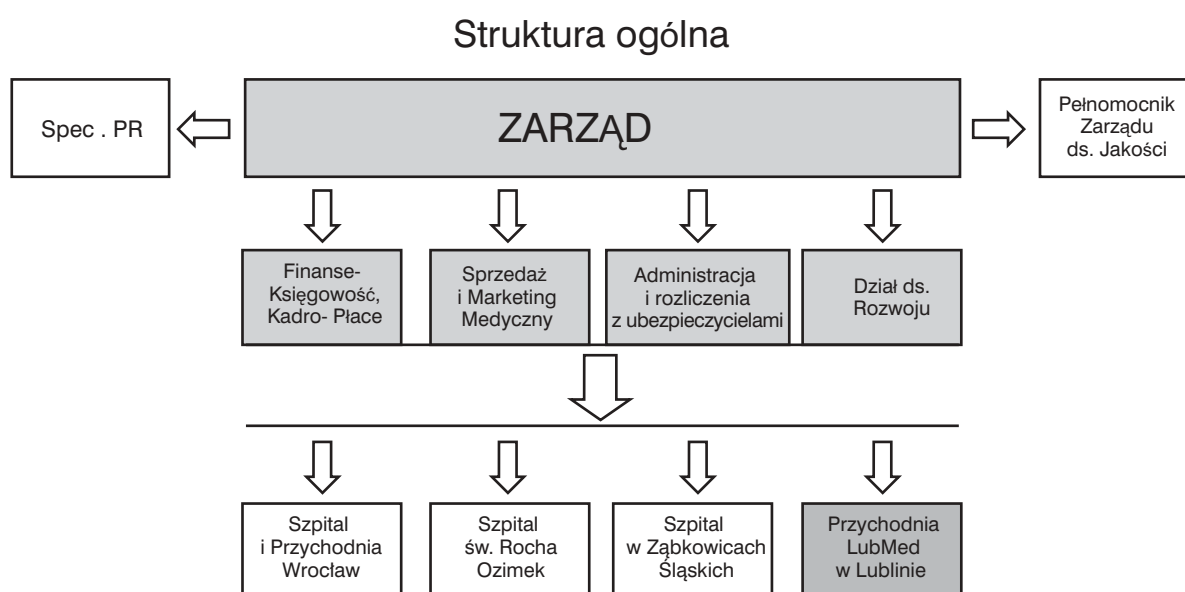 Struktura ogólna
Spec . PR
ZARZĄD
Pełnomocnik
Zarządu
ds. Jakości
Finanse-
Księgowość,
Kadro- Płace
Sprzedaż
i Marketing
Medyczny
Administracja
i rozliczenia
z ubezpieczycielami
Dział ds.
Rozwoju
Szpital
i Przychodnia
Wrocław
Szpital
św. Rocha
Ozimek
Szpital
w Ząbkowicach
Śląskich
Przychodnia
LubMed
w Lublinie